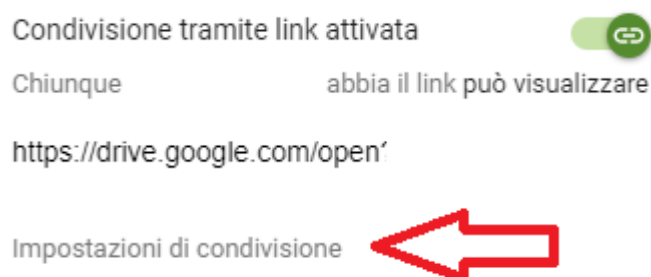 Condivisione tramite link attivata
Chiunque abbia il link può visualizzare
https://drive.google.com/open?
Impostazioni di condivisione